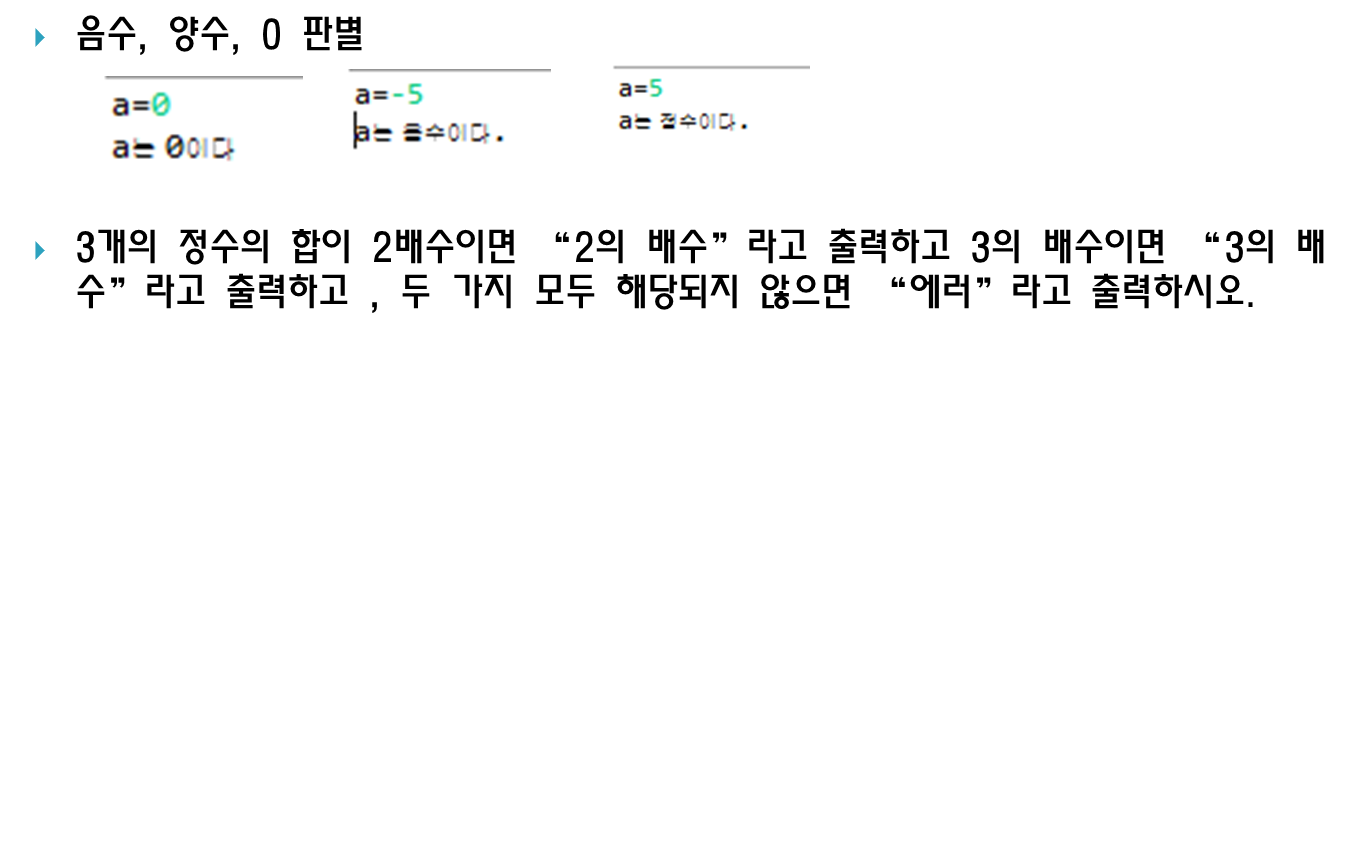 음수, 양수, 0 판별
a=0
a는 0이다
a=-5
a는 음수이다.
a=5
a는 정수이다.
3개의 정수의 합이 2배수이면 “2의 배수” 라고 출력하고 3의 배수이면 “3의 배
수” 라고 출력하고 , 두 가지 모두 해당되지 않으면 “에러” 라고 출력하시오.